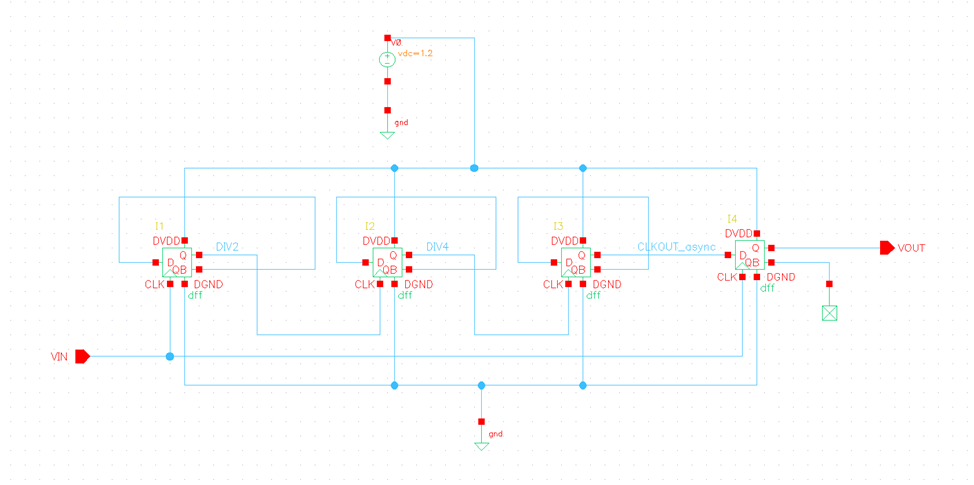 V0
vdc=1.2
gnd
I1
DVDD
Q
D
QB
CLK
DGND
dff
DIV2
I2
DVDD
Q
D
QB
CLK
DGND
dff
DIV4
I3
DVDD
Q
D
QB
CLK
DGND
dff
CLKOUT_async
I4
DVDD
Q
D
QB
CLK
DGND
dff
VOUT
VIN
gnd